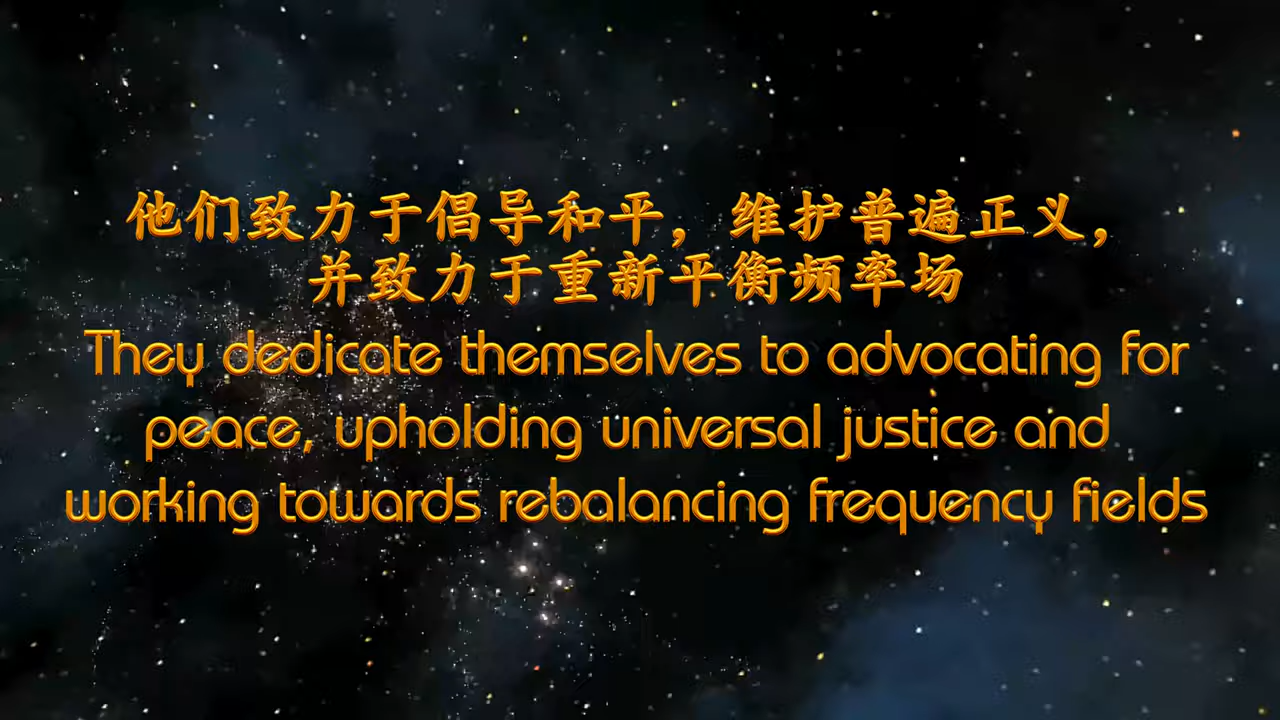 他们致力于倡导和平，维护普遍正义，
并致力于重新平衡频率场
They dedicate themselves to advocating for
peace, upholding universal justice and
working towards rebalancing frequency fields